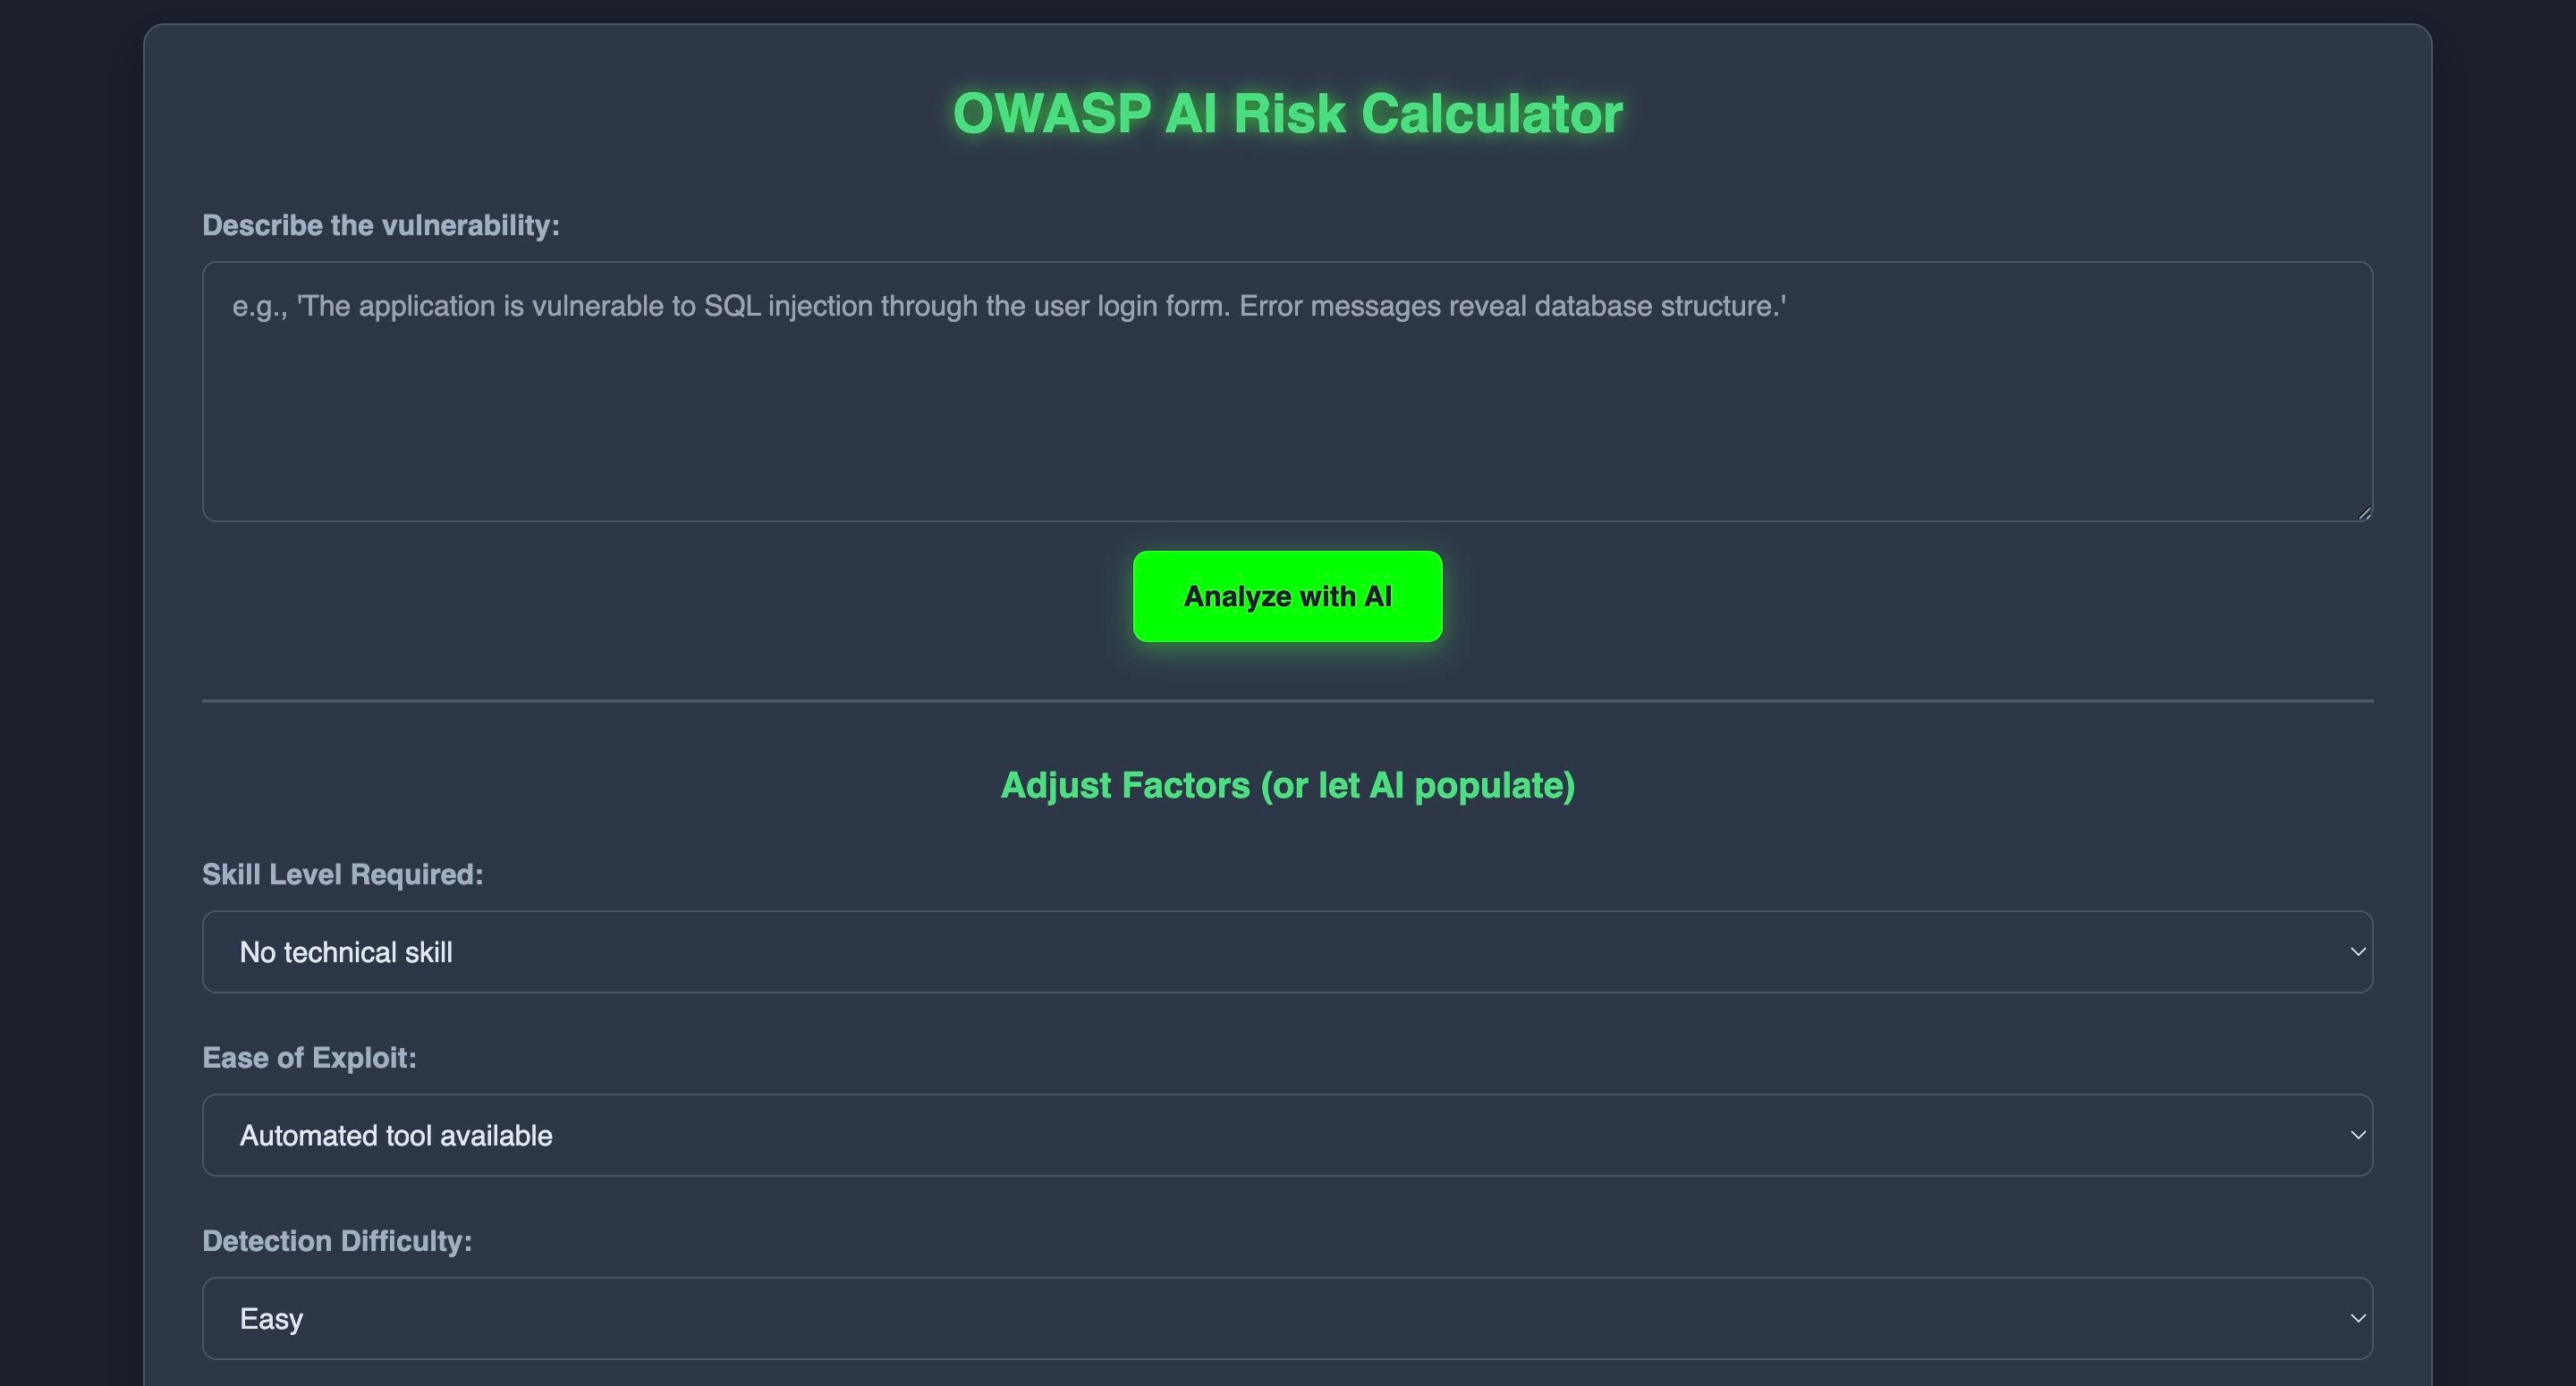 OWASP AI Risk Calculator
Describe the vulnerability:
e.g., 'The application is vulnerable to SQL injection through the user login form. Error messages reveal database structure.'
Analyze with AI
Adjust Factors (or let AI populate)
Skill Level Required:
No technical skill
Ease of Exploit:
Automated tool available
Detection Difficulty:
Easy